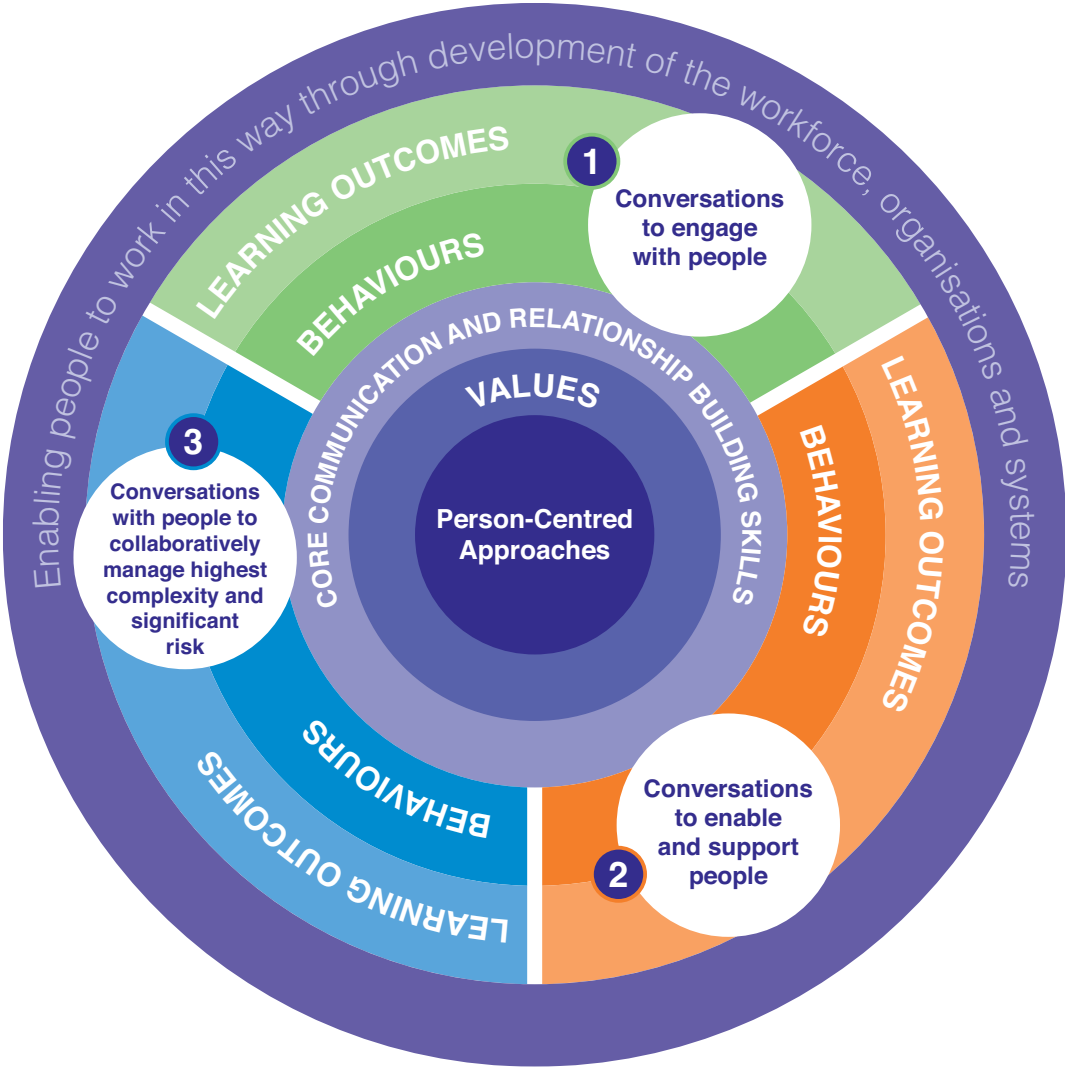 Enabling people to work in this way through development of the workforce, organisations and systems
LEARNING OUTCOMES
BEHAVIOURS
1
Conversations
to engage
with people
CORE COMMUNICATION AND RELATIONSHIP BUILDING SKILLS
VALUES
Person-Centred
Approaches
LEARNING OUTCOMES
BEHAVIOURS
2
Conversations
to enable
and support
people
3
Conversations
with people to
collaboratively
manage highest
complexity and
significant
risk
BEHAVIOURS
LEARNING OUTCOMES